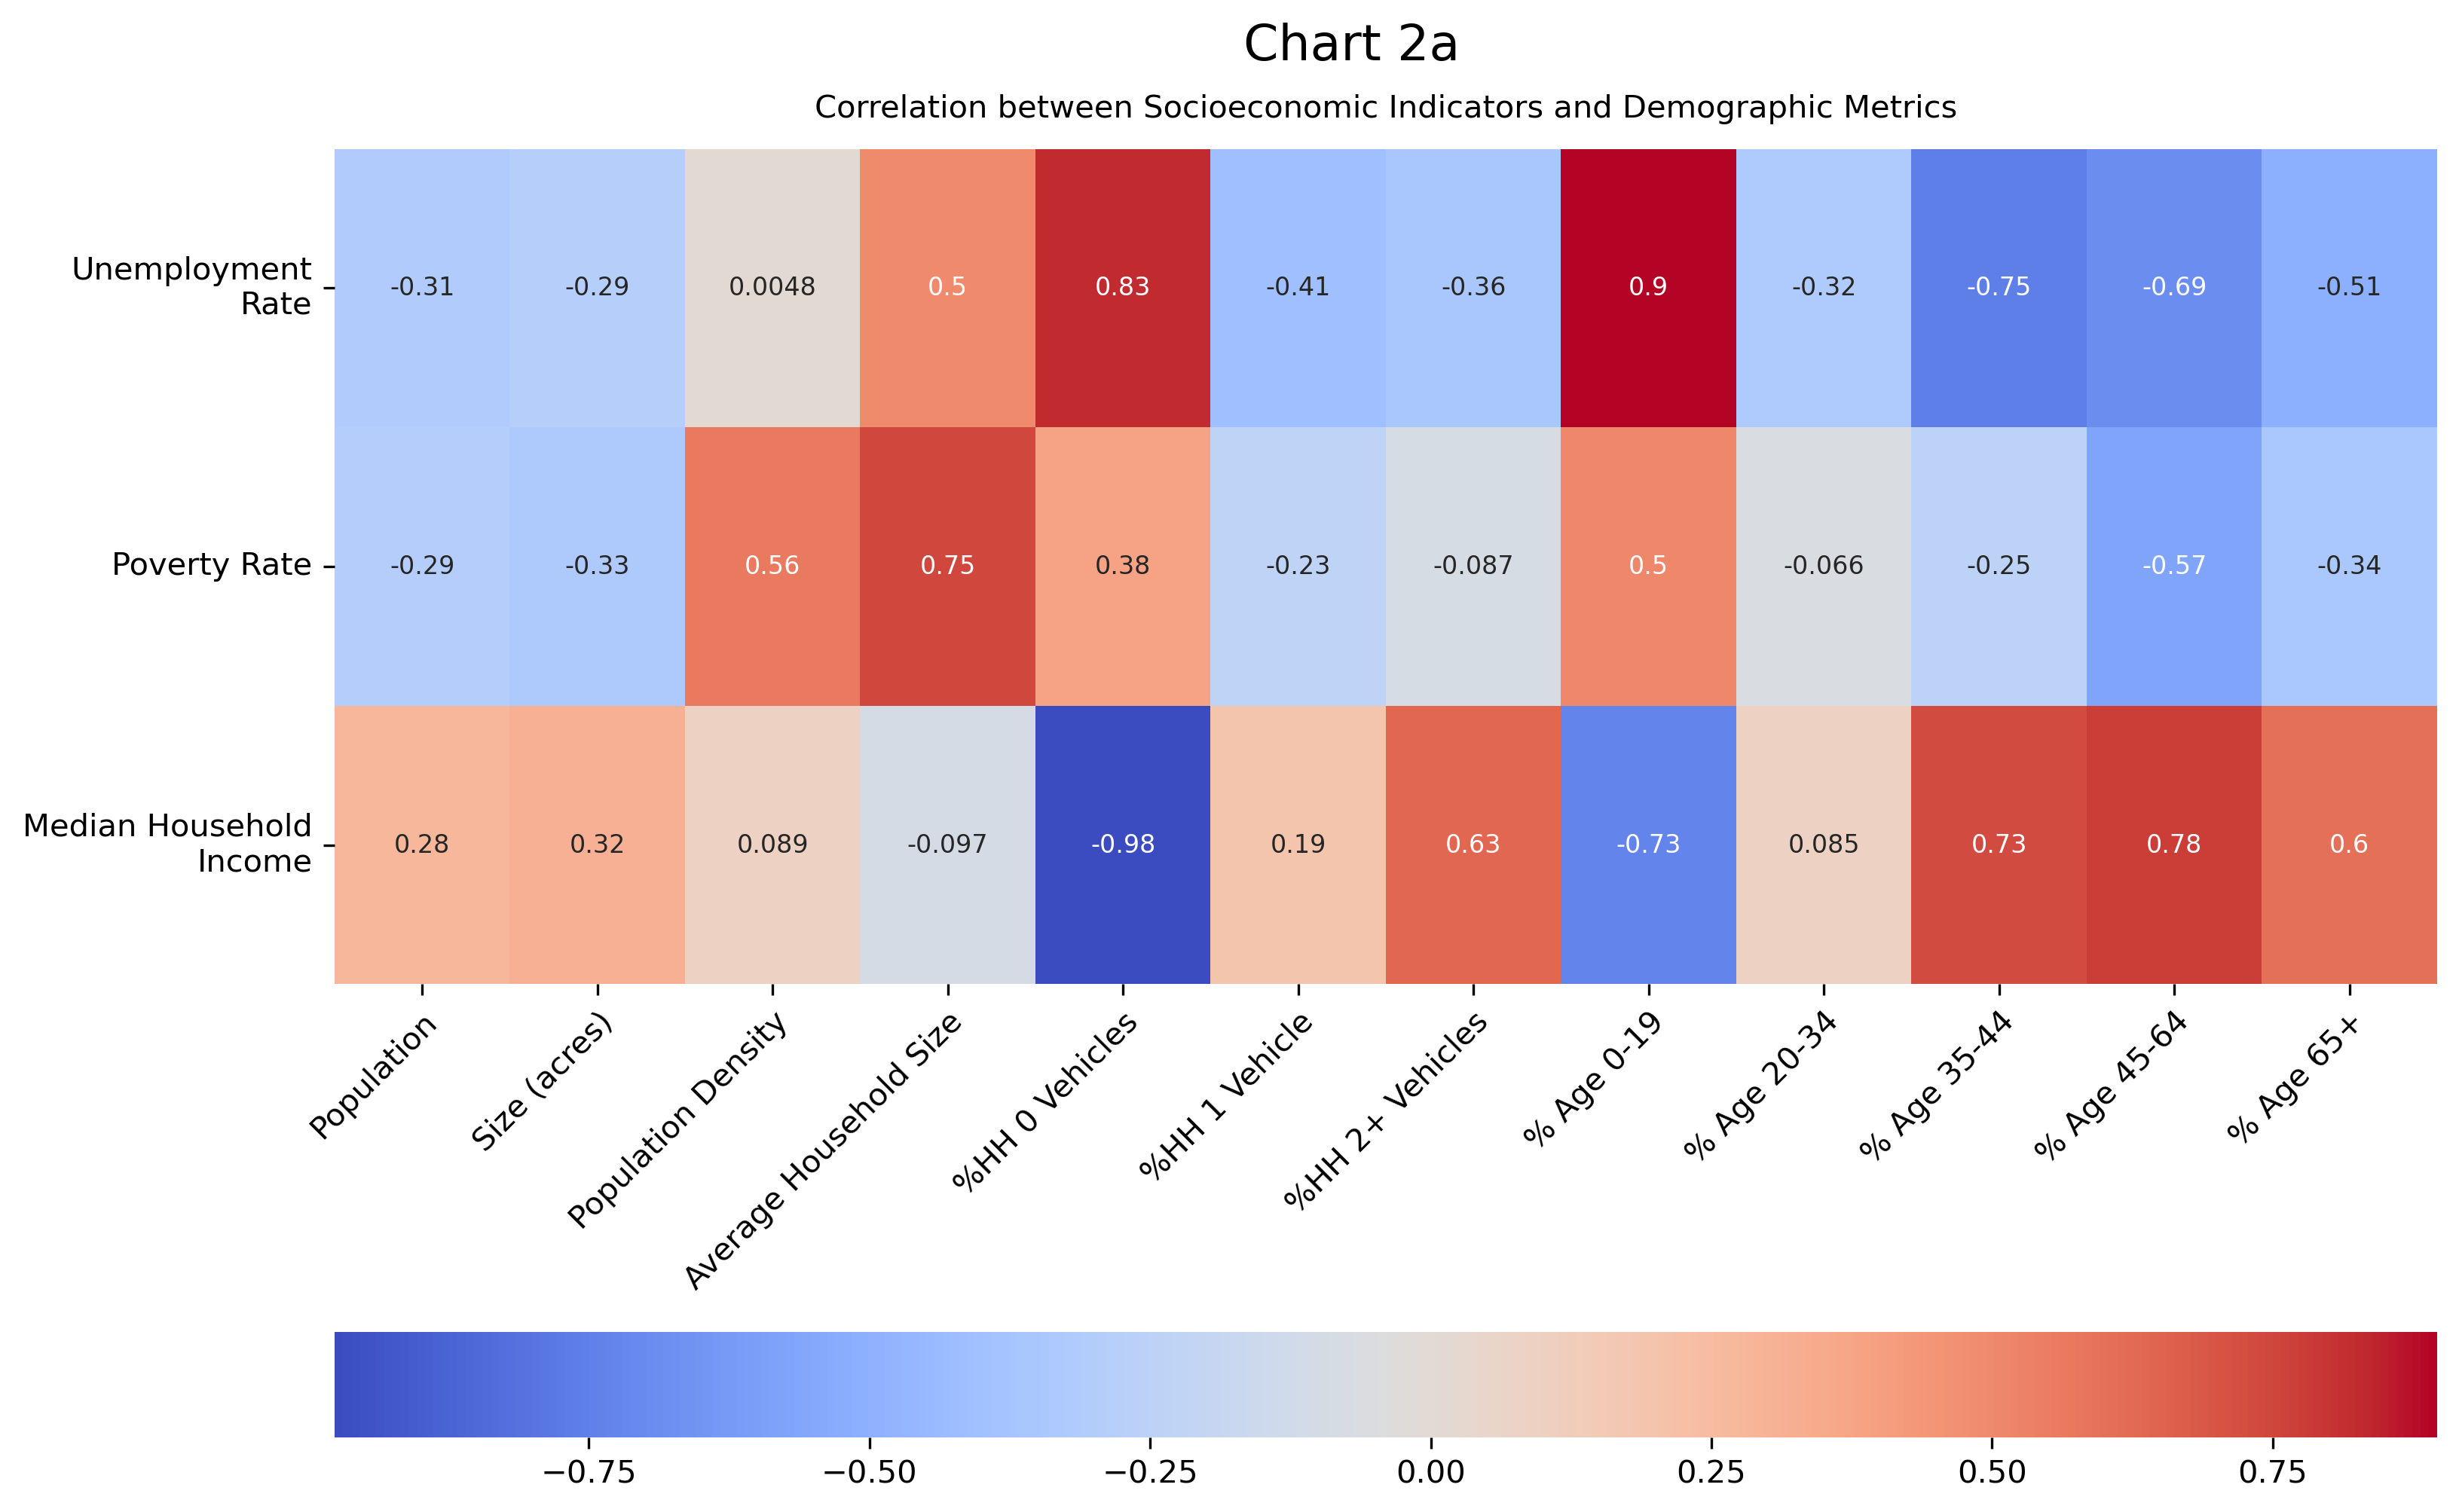 Chart 2a
Correlation between Socioeconomic Indicators and Demographic Metrics
Unemployment
Rate
-0.31 -0.29 0.0048 0.5 0.83 -0.41 -0.36 0.9 -0.32 -0.75 -0.69 -0.51
Poverty Rate
-0.29 -0.33 0.56 0.75 0.38 -0.23 -0.087 0.5 -0.066 -0.25 -0.57 -0.34
Median Household
Income
0.28 0.32 0.089 -0.097 -0.98 0.19 0.63 -0.73 0.085 0.73 0.78 0.6
Population
Size (acres)
Population Density
Average Household Size
%HH 0 Vehicles
%HH 1 Vehicle
%HH 2+ Vehicles
% Age 0-19
% Age 20-34
% Age 35-44
% Age 45-64
% Age 65+
−0.75 −0.50 −0.25 0.00 0.25 0.50 0.75